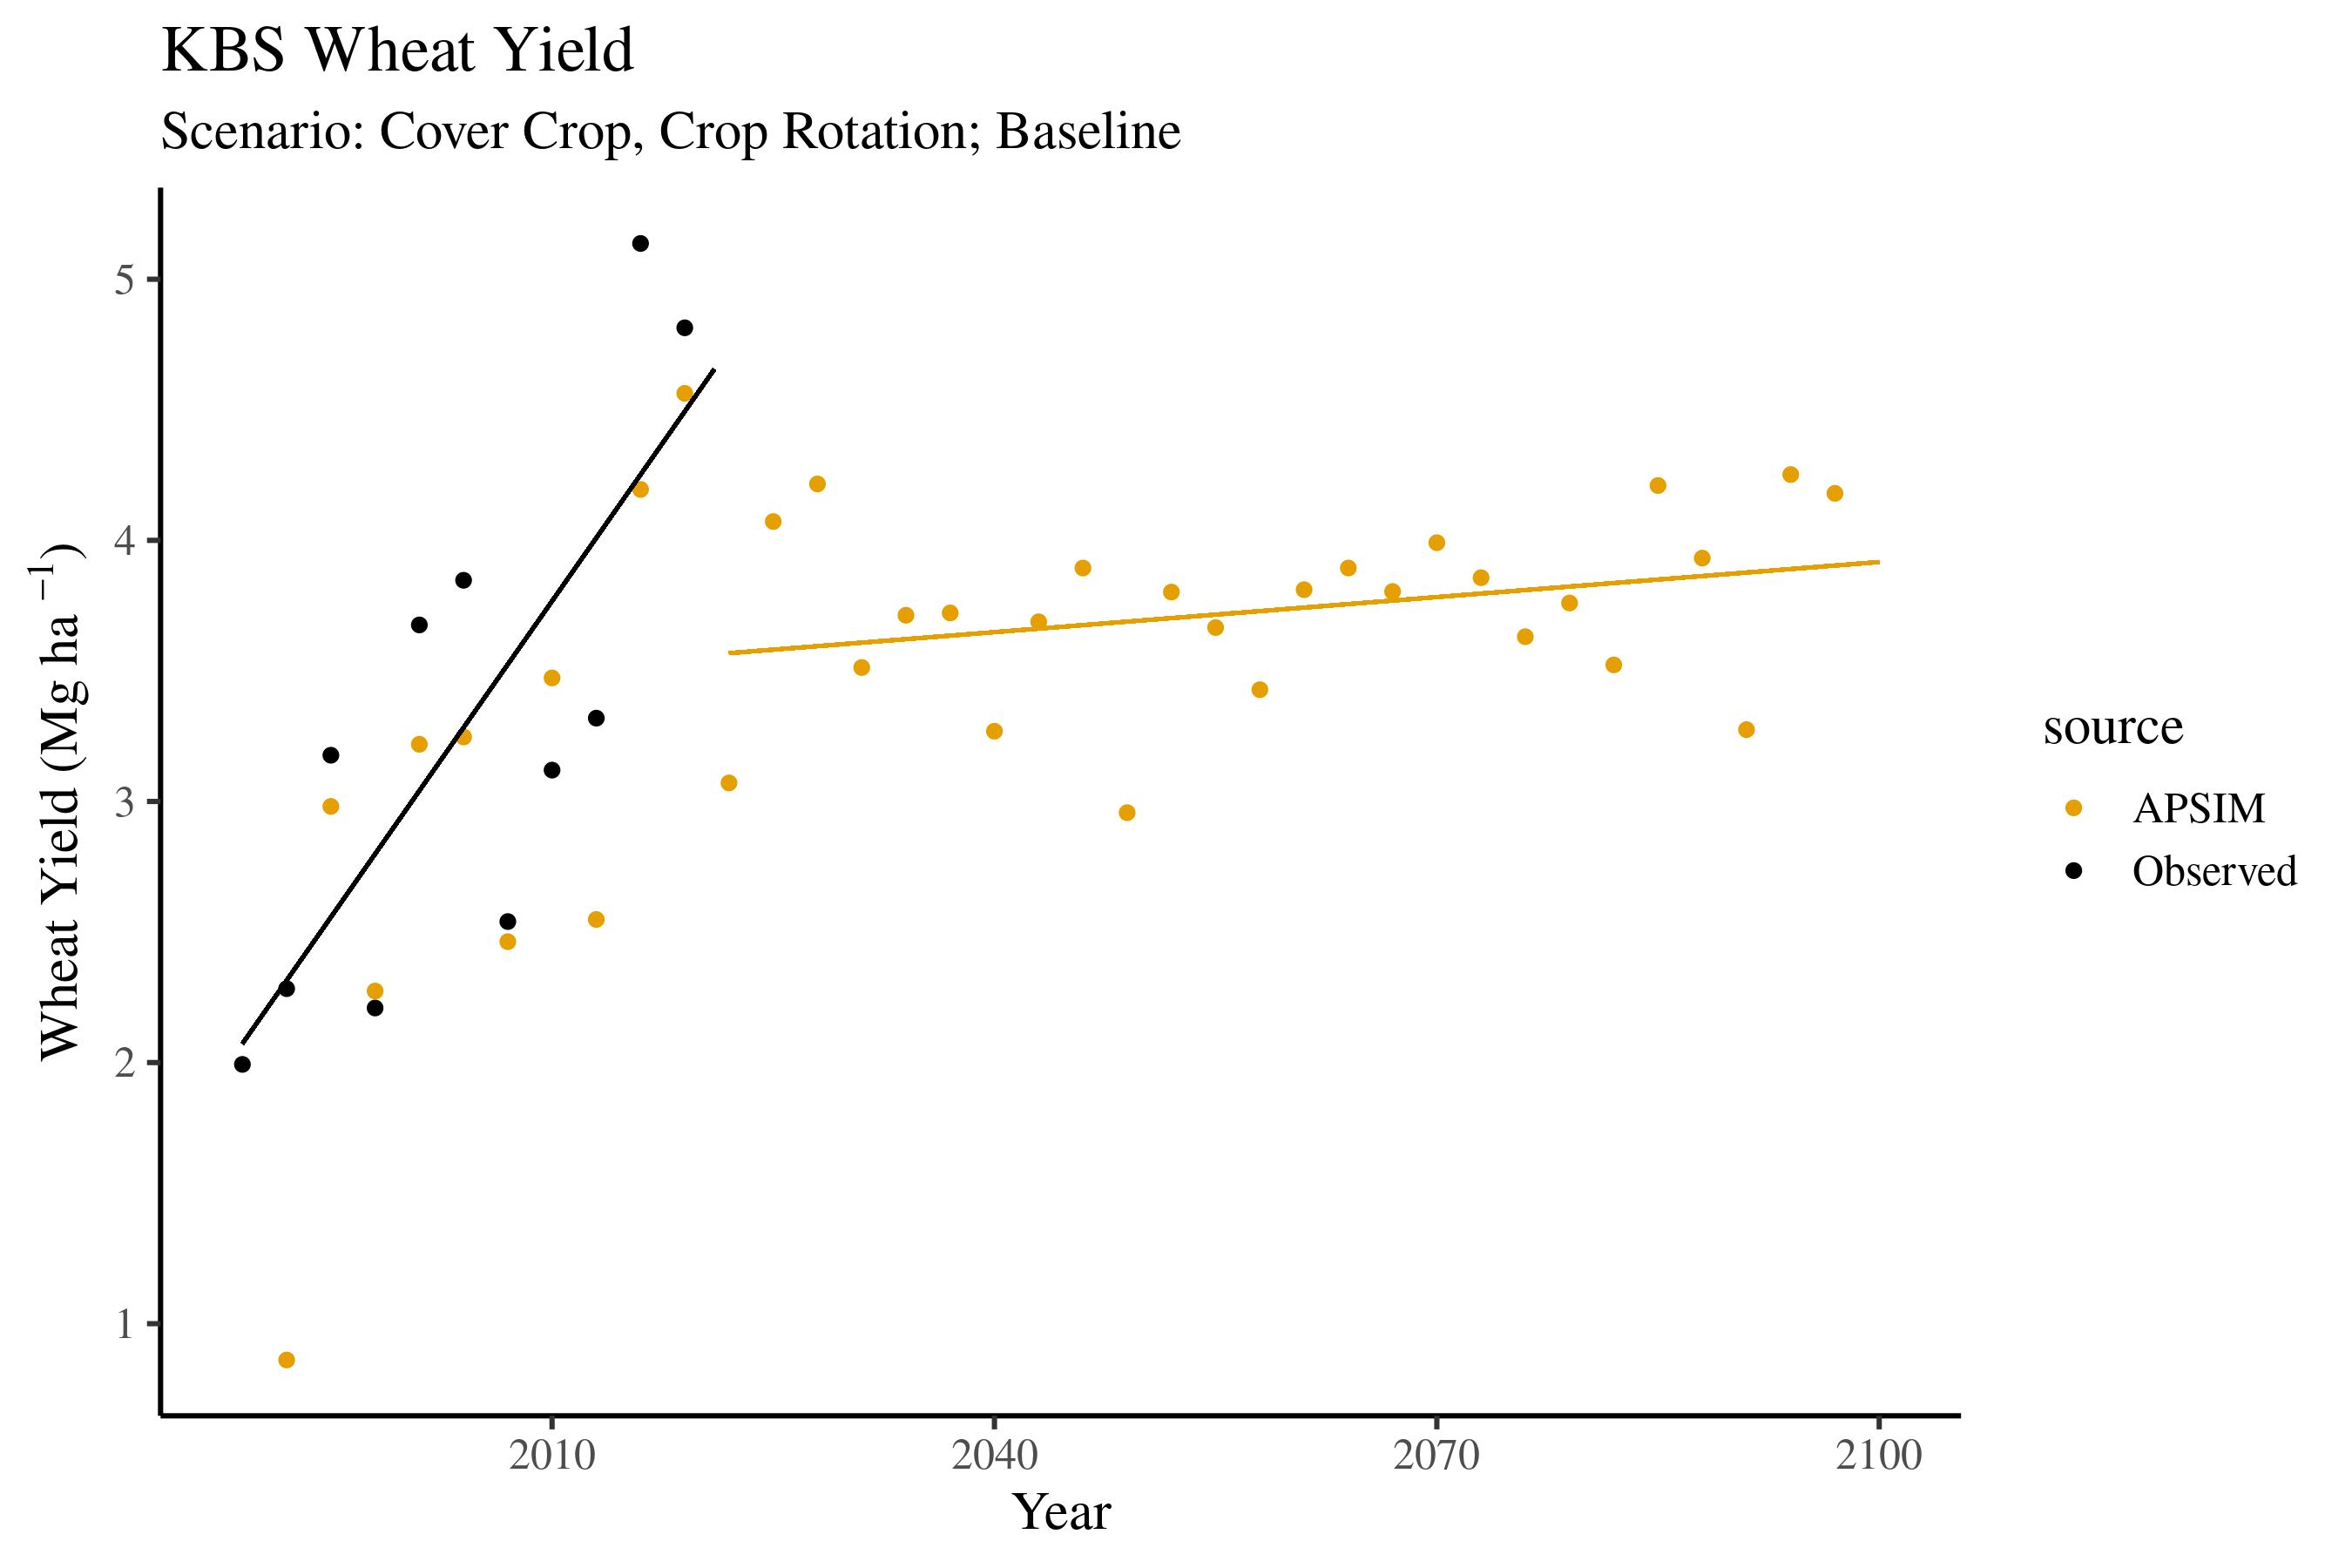 KBS Wheat Yield
Scenario: Cover Crop, Crop Rotation; Baseline
Wheat Yield (Mg ha −1)
5
4
3
2
1
2010 2040 2070 2100
Year
source
APSIM
Observed